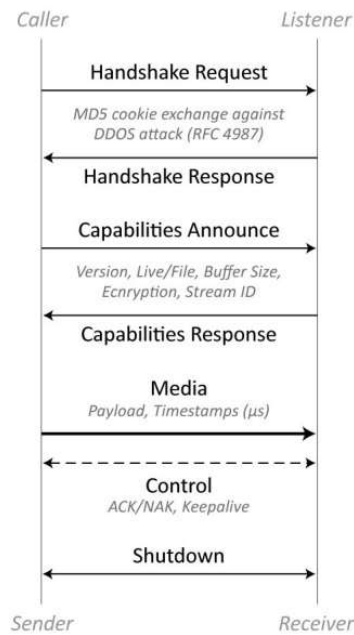 Caller Listener
Handshake Request
MD5 cookie exchange against
DDOS attack (RFC 4987)
Handshake Response
Capabilities Announce
Version, Live/File, Buffer Size,
Ecnryption, Stream ID
Capabilities Response
Media
Payload, Timestamps (µs)
Control
ACK/NAK, Keepalive
Shutdown
Sender Receiver